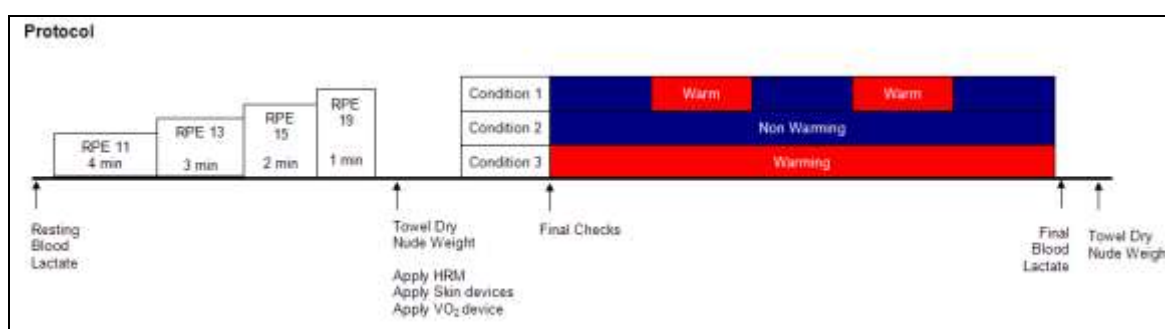 Protocol
RPE 11
4 min
RPE 13
3 min
RPE
15
2 min
RPE
19
1 min
Condition 1
Warm
Warm
Condition 2
Non Warming
Condition 3
Warming
Resting
Blood
Lactate
Towel Dry
Nude Weight
Apply HRM
Apply Skin devices
Apply VO₂ device
Final Checks
Final
Blood
Lactate
Towel Dry
Nude Weigh